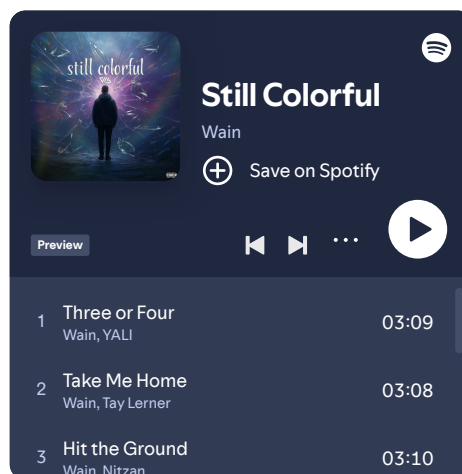 still colorful
Still Colorful
Wain
Save on Spotify
Preview
1
Three or Four
Wain, YALI
03:09
2
Take Me Home
Wain, Tay Lerner
03:08
3
Hit the Ground
Wain, Nitzan
03:10